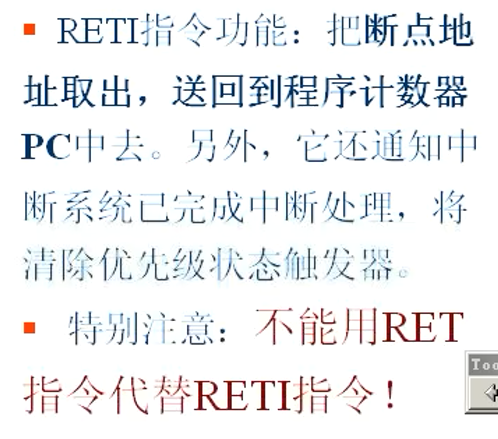 RETI指令功能：把断点地
址取出，送回到程序计数器
PC中去。另外，它还通知中
断系统已完成中断处理，将
清除优先级状态触发器。
特别注意：不能用RET
指令代替RETI指令！
Too